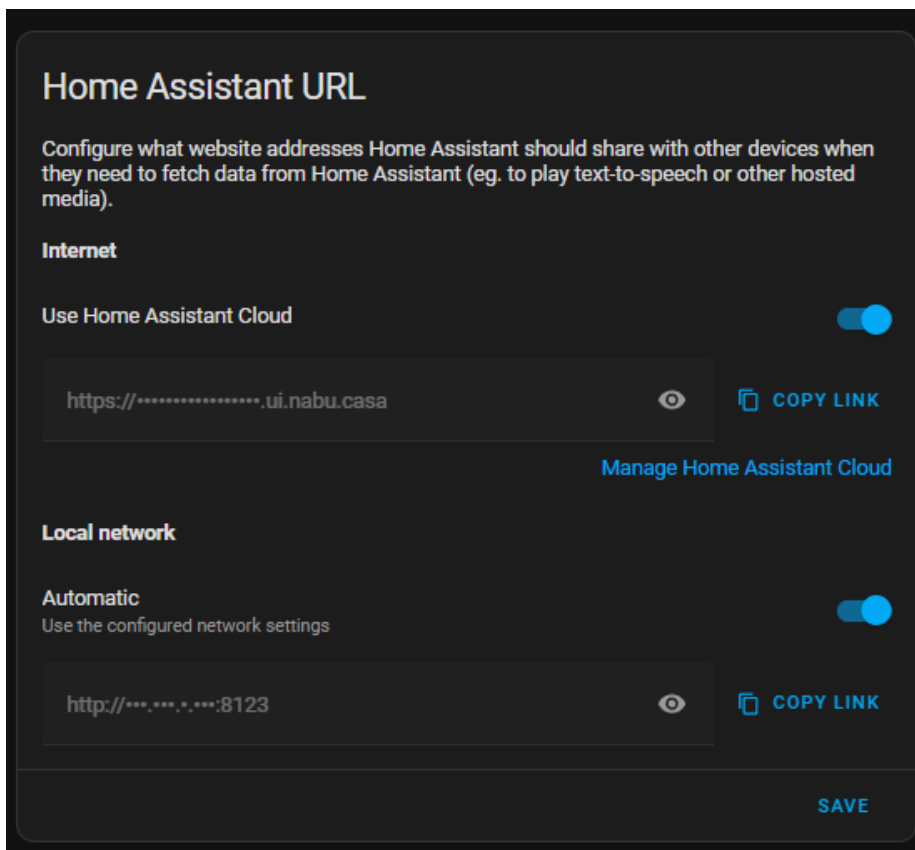 Home Assistant URL
Configure what website addresses Home Assistant should share with other devices when
they need to fetch data from Home Assistant (eg. to play text-to-speech or other hosted
media).
Internet
Use Home Assistant Cloud
https://•••••••••••••••••.ui.nabu.casa
COPY LINK
Manage Home Assistant Cloud
Local network
Automatic
Use the configured network settings
http://•••.•••.•.•••:8123
COPY LINK
SAVE